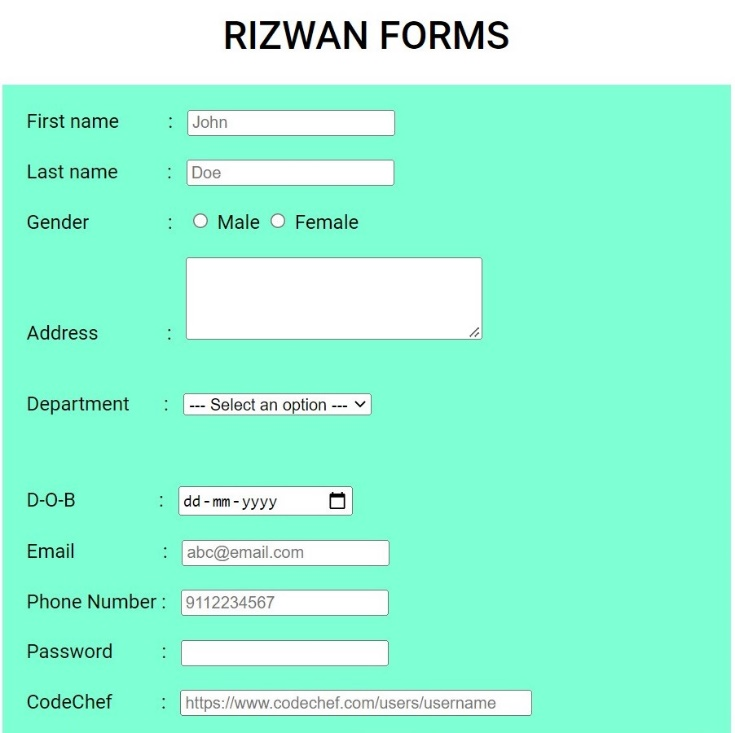 RIZWAN FORMS
First name : John
Last name : Doe
Gender : Male Female
Address :
Department : --- Select an option ---
D-O-B : dd-mm-yyyy
Email : abc@email.com
Phone Number : 9112234567
Password :
CodeChef : https://www.codechef.com/users/username